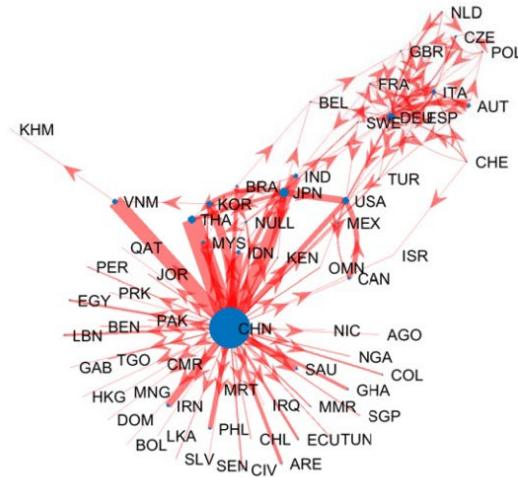 NLD
CZE
GBR
POL
FRA
ITA
BEL
AUT
SWE
DEU
ESP
CHE
KHM
IND
TUR
BRA
JPN
VNM
KOR
USA
THA
NULL
MEX
MYS
QAT
IDN
KEN
ISR
PER
JOR
OMN
CAN
EGY
PRK
PAK
BEN
CHN
NIC
AGO
LBN
TGO
CMR
NGA
GAB
SAU
COL
HKG
MNG
MRT
GHA
DOM
IRN
IRQ
MMR
SGP
BOL
LKA
PHL
CHL
ECU
TUN
SLV
SEN
CIV
ARE